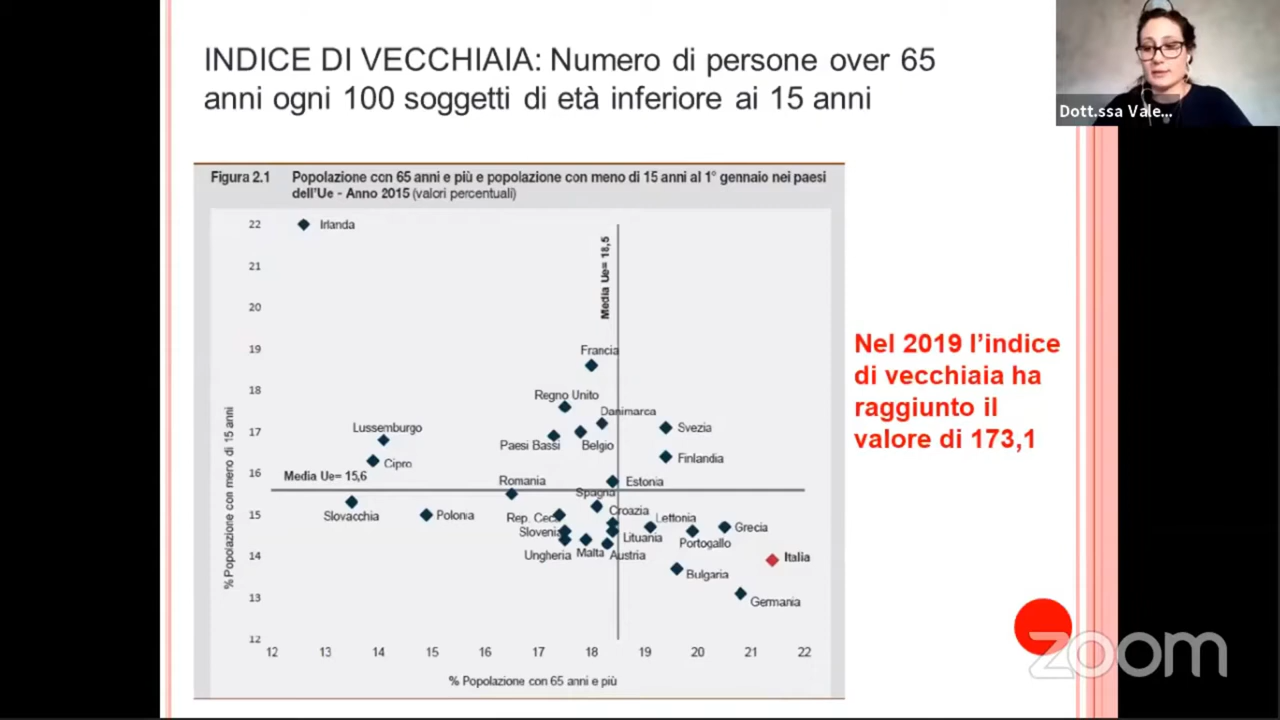 INDICE DI VECCHIAIA: Numero di persone over 65
anni ogni 100 soggetti di età inferiore ai 15 anni
Dott.ssa Vale...
Figura 2.1 Popolazione con 65 anni e più e popolazione con meno di 15 anni al 1° gennaio nei paesi
dell'Ue - Anno 2015 (valori percentuali)
22
Irlanda
Media Ue= 18,5
21
20
19
Francia
18
Regno Unito
Danimarca
17
Lussemburgo
Paesi Bassi
Belgio
Svezia
Cipro
Finlandia
16
Media Ue= 15,6
Romania
Estonia
Spagna
Slovacchia
Polonia
15
Rep. Ceca
Croazia
Lettonia
Grecia
Slovenia
Lituania
Portogallo
14
Ungheria
Malta
Austria
Italia
Bulgaria
13
Germania
12
% Popolazione con meno di 15 anni
12 13 14 15 16 17 18 19 20 21 22
% Popolazione con 65 anni e più
Nel 2019 l’indice
di vecchiaia ha
raggiunto il
valore di 173,1
zoom